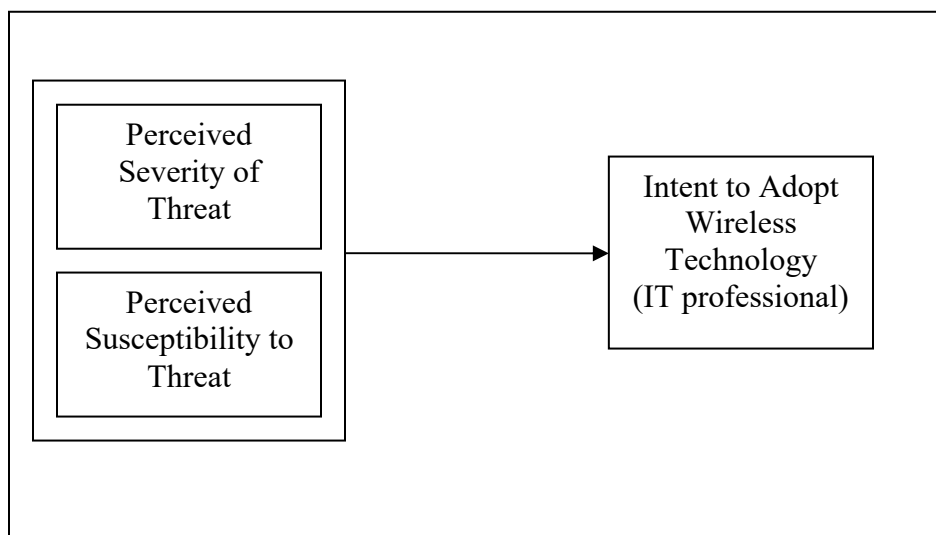 Perceived
Severity of
Threat
Perceived
Susceptibility to
Threat
Intent to Adopt
Wireless
Technology
(IT professional)